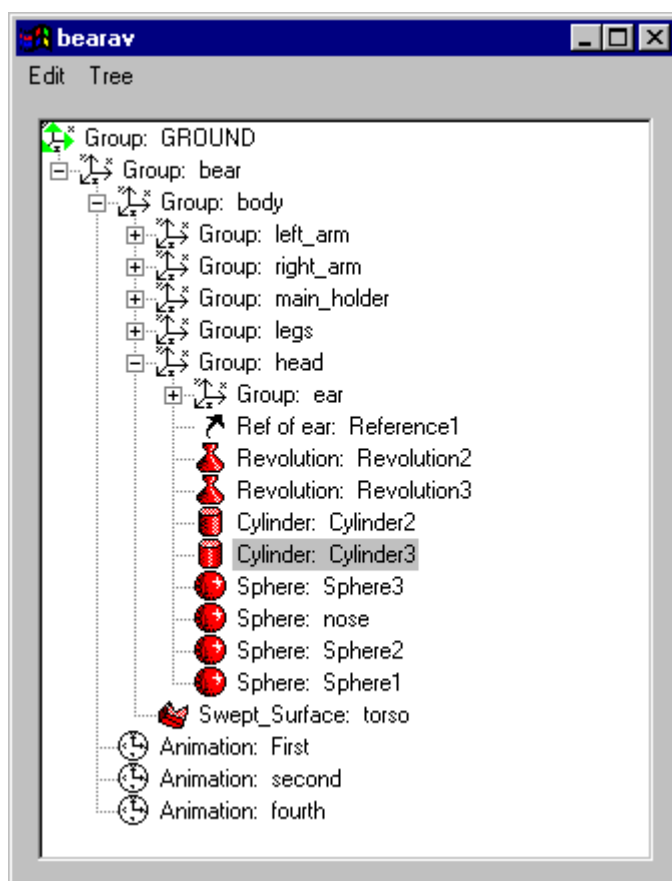 bearav
Edit Tree
Group: GROUND
Group: bear
Group: body
Group: left_arm
Group: right_arm
Group: main_holder
Group: legs
Group: head
Group: ear
Ref of ear: Reference1
Revolution: Revolution2
Revolution: Revolution3
Cylinder: Cylinder2
Cylinder: Cylinder3
Sphere: Sphere3
Sphere: nose
Sphere: Sphere2
Sphere: Sphere1
Swept_Surface: torso
Animation: First
Animation: second
Animation: fourth